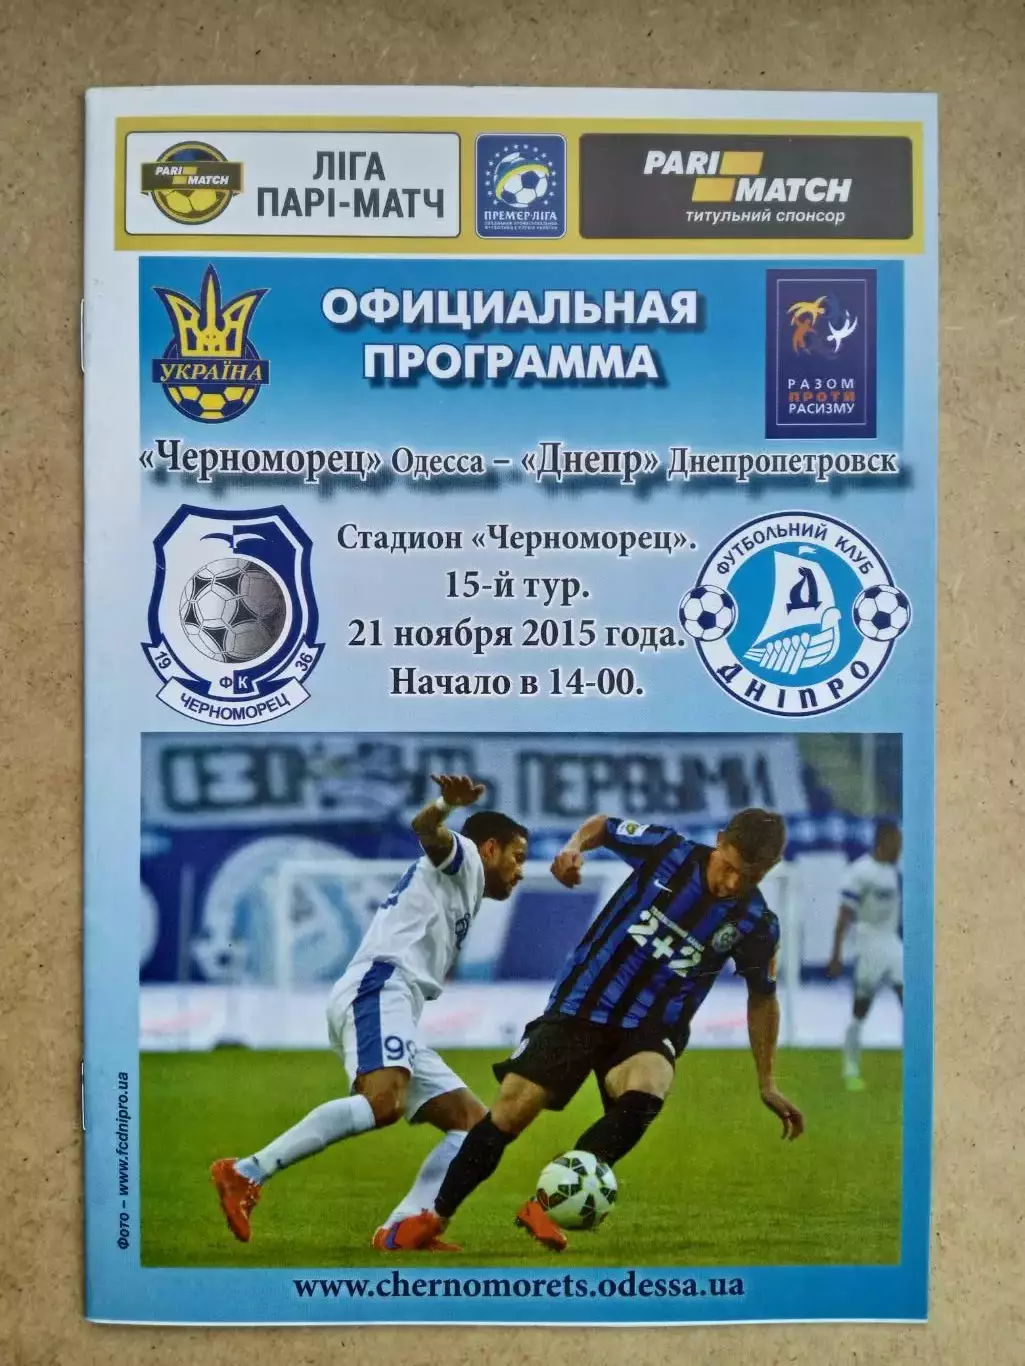 PARI MATCH
ЛІГА
ПАРІ-МАТЧ
ПРЕМ'ЄР-ЛІГА
PARI MATCH
титульний спонсор
УКРАЇНА
ОФИЦИАЛЬНАЯ
ПРОГРАММА
РАЗОМ
ПРОТИ
РАСИЗМУ
«Черноморец» Одесса – «Днепр» Днепропетровск
Стадион «Черноморец».
15-й тур.
21 ноября 2015 года.
Начало в 14-00.
19 ФК 36
ЧЕРНОМОРЕЦ
ФУТБОЛЬНИЙ КЛУБ
Д
ДНІПРО
ПЕРВЫМИ
2+2
99
Фото – www.fcdnipro.ua
www.chernomorets.odessa.ua